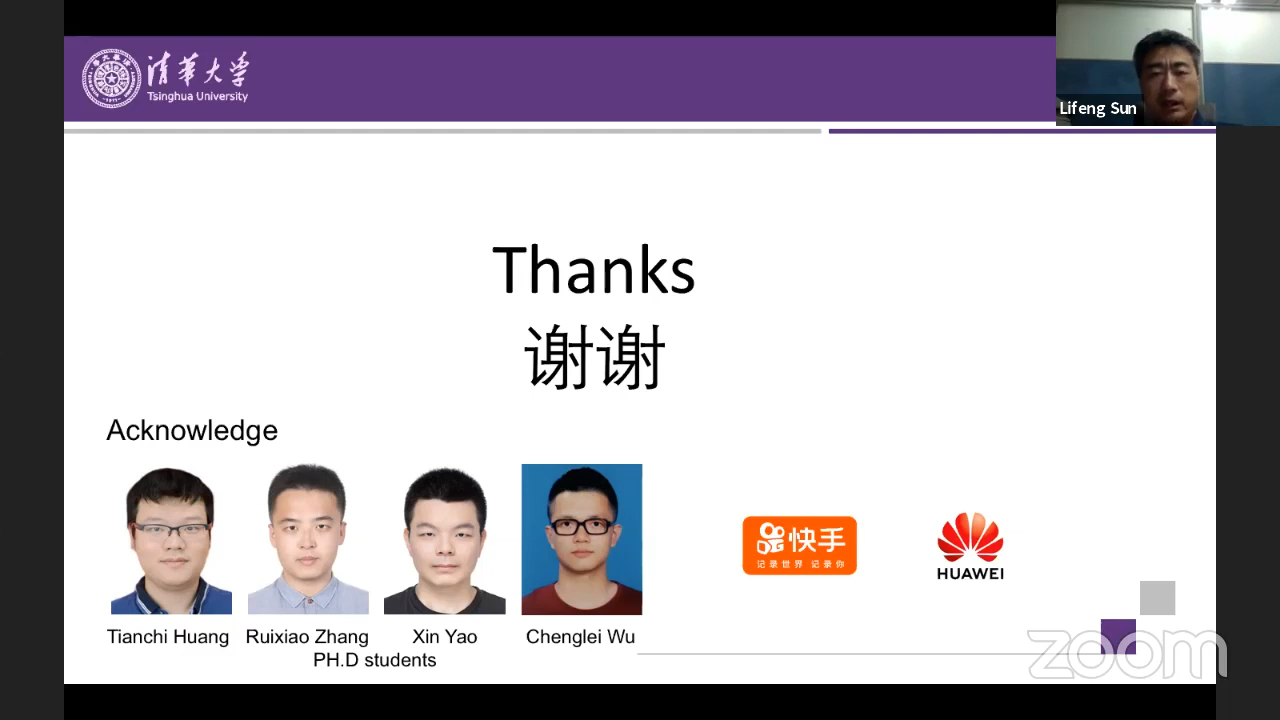 清华大学
Tsinghua University
Lifeng Sun
Thanks
谢谢
Acknowledge
快手
记录世界 记录你
HUAWEI
Tianchi Huang
Ruixiao Zhang
Xin Yao
Chenglei Wu
PH.D students
zoom